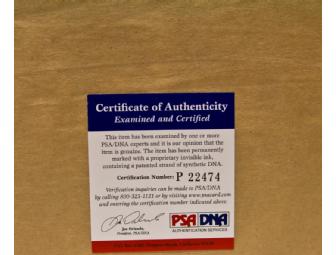 Certificate of Authenticity
Examined and Certified
This item has been examined by one or more
PSA/DNA experts and it is our opinion that the
item is genuine. The item has been permanently
marked with a proprietary invisible ink,
containing a patented strand of synthetic DNA.
Certification Number: P 22474
Verification inquiries can be made to PSA/DNA
by calling 800-325-1121 or by visiting www.psacard.com
and entering the certification number indicated above.
Joe Orlando,
President, PSA/DNA
PSA DNA
AUTHENTICATION SERVICES